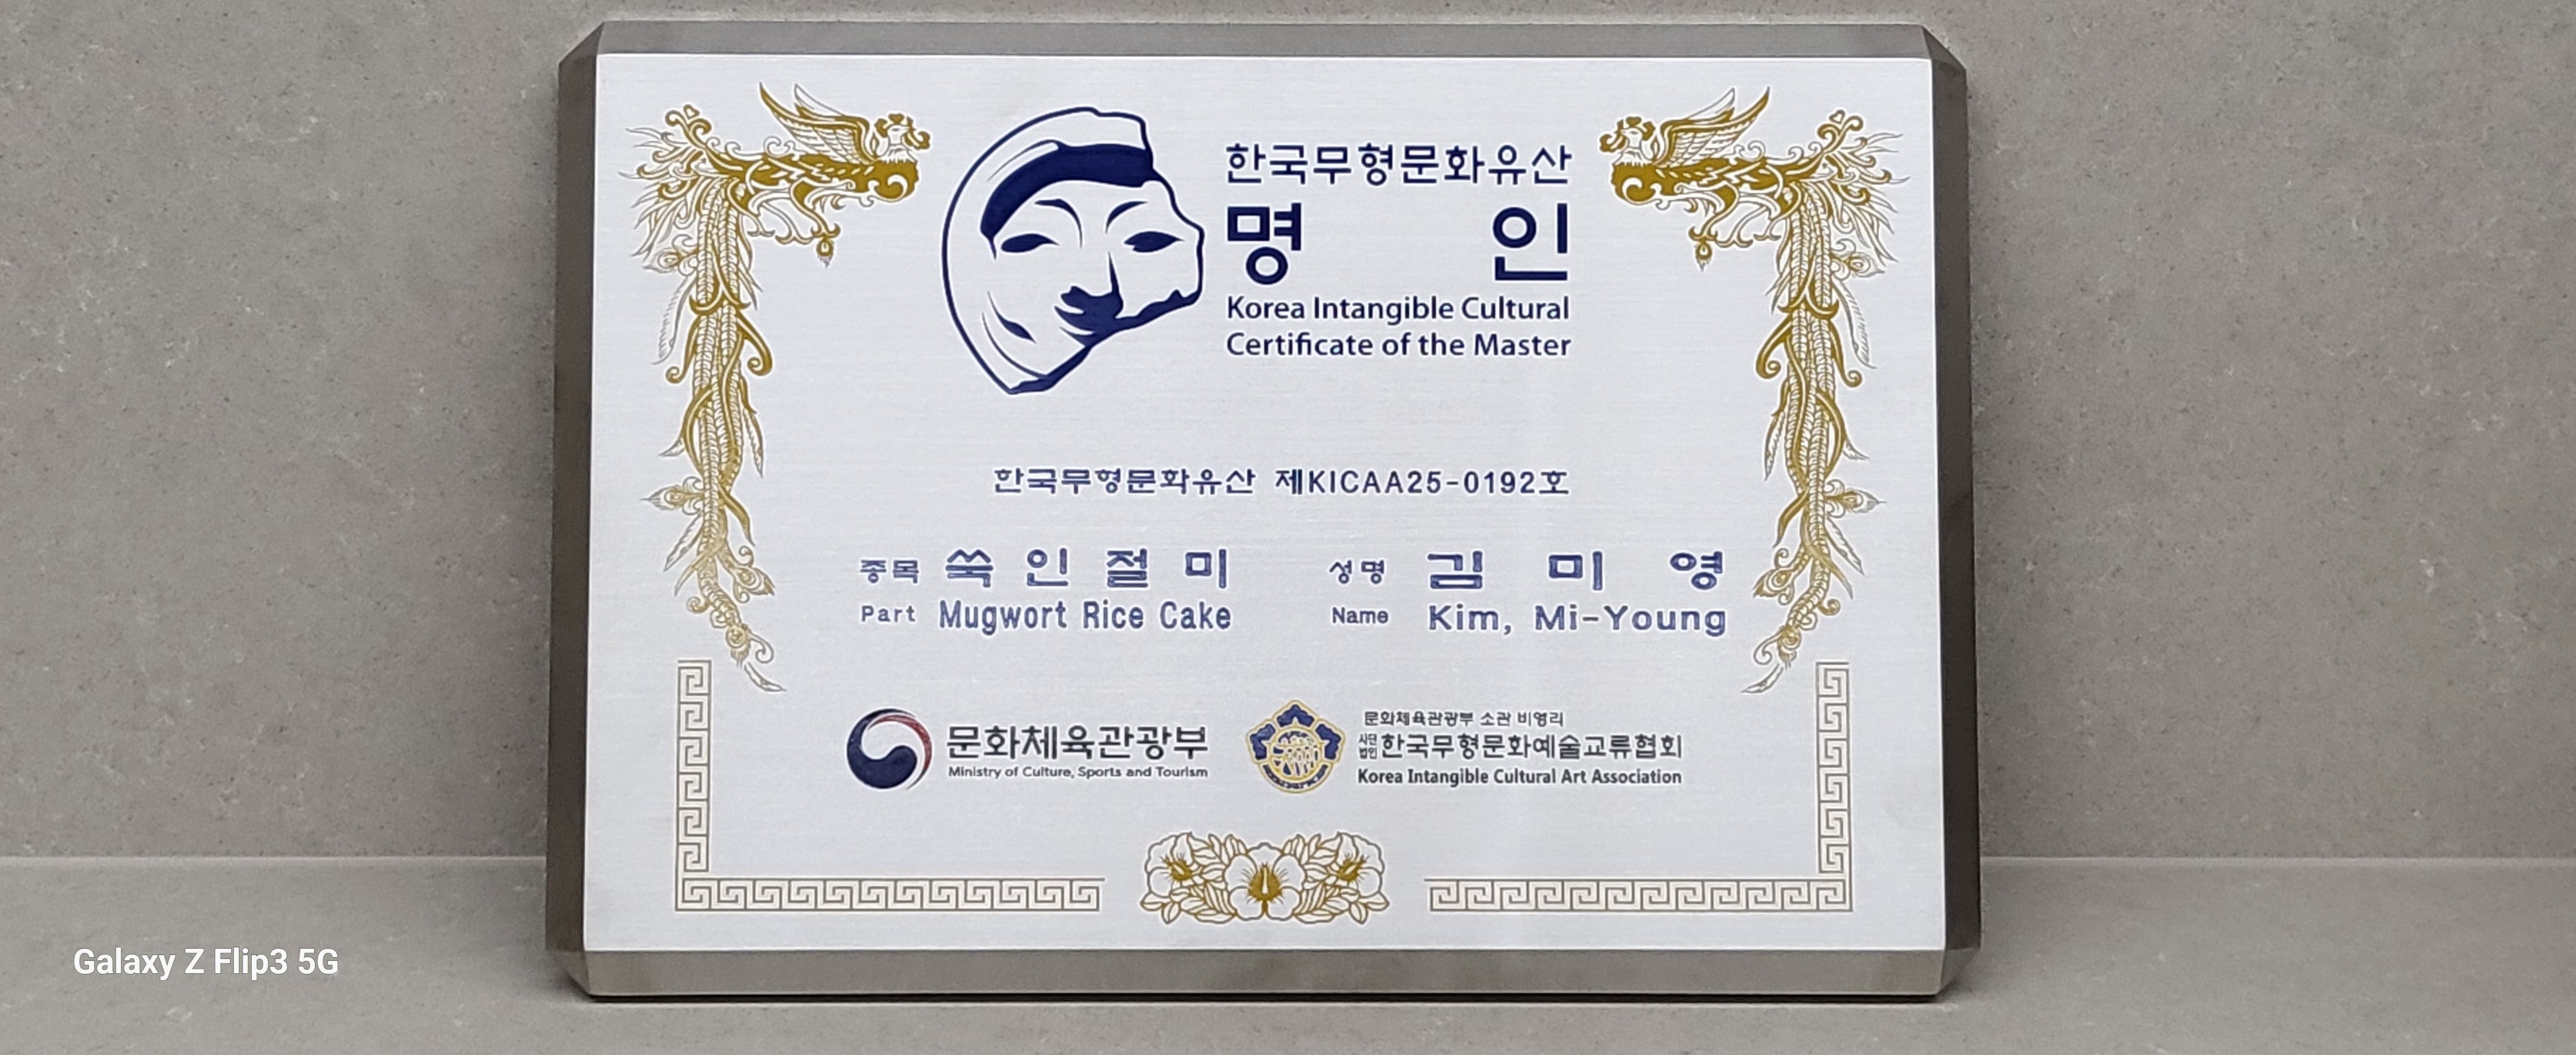 한국무형문화유산
명 인
Korea Intangible Cultural
Certificate of the Master
한국무형문화유산 제KICAA25-0192호
종목 쑥 인 절 미
Part Mugwort Rice Cake
성명 김 미 영
Name Kim, Mi-Young
문화체육관광부
Ministry of Culture, Sports and Tourism
문화체육관광부 소관 비영리
사단법인 한국무형문화예술교류협회
Korea Intangible Cultural Art Association
Galaxy Z Flip3 5G